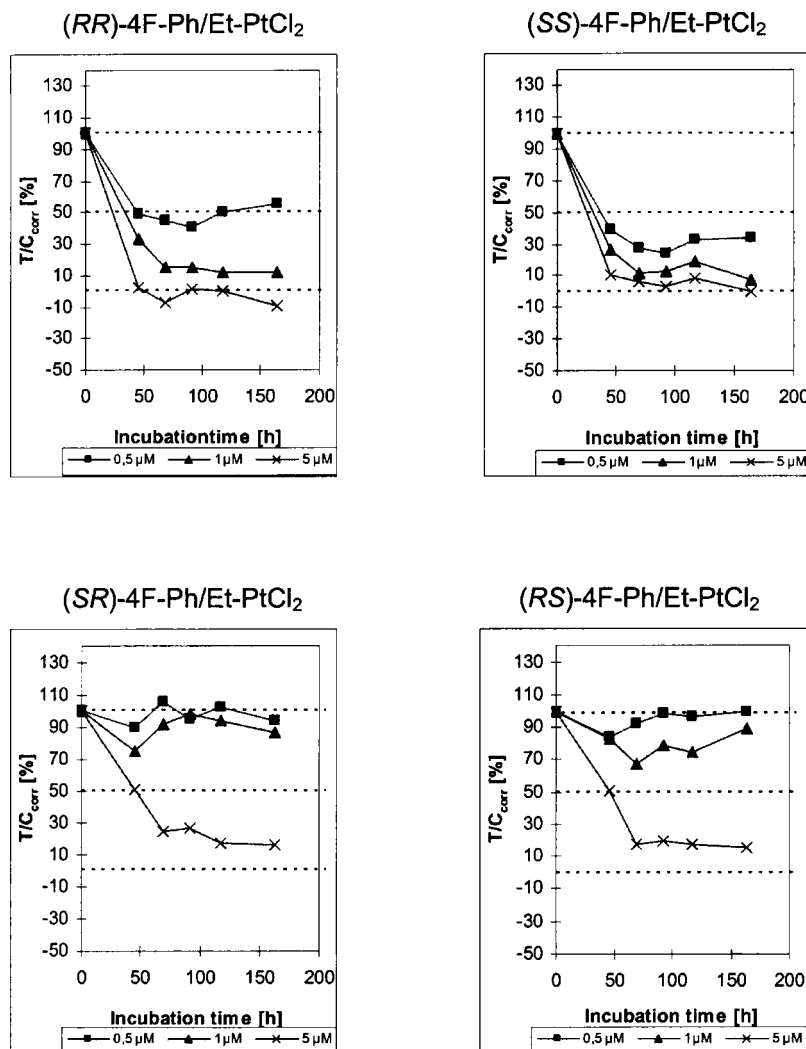 (RR)-4F-Ph/Et-PtCl₂
130
110
90
70
50
30
10
-10
-30
-50
T/Ccorr [%]
0 50 100 150 200
Incubationtime [h]
0,5 µM 1µM 5 µM
(SS)-4F-Ph/Et-PtCl₂
130
110
90
70
50
30
10
-10
-30
-50
T/Ccorr [%]
0 50 100 150 200
Incubation time [h]
0,5 µM 1 µM 5 µM
(SR)-4F-Ph/Et-PtCl₂
130
110
90
70
50
30
10
-10
-30
-50
T/Ccorr [%]
0 50 100 150 200
Incubation time [h]
0,5 µM 1 µM 5 µM
(RS)-4F-Ph/Et-PtCl₂
130
110
90
70
50
30
10
-10
-30
-50
T/Ccorr [%]
0 50 100 150 200
Incubation time [h]
0,5 µM 1 µM 5 µM